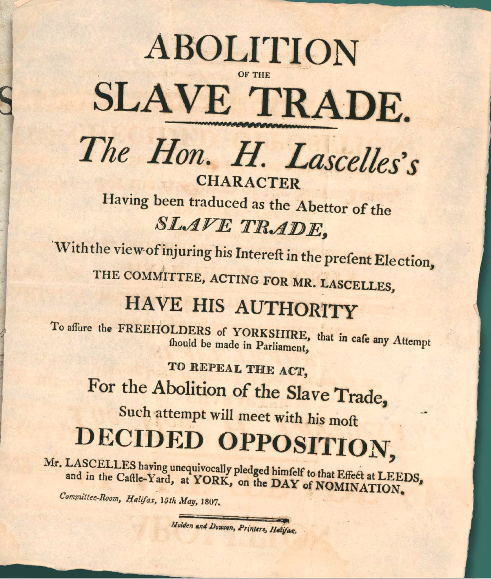 ABOLITION
OF THE
SLAVE TRADE.
The Hon. H. Lascelles's
CHARACTER
Having been traduced as the Abettor of the
SLAVE TRADE,
With the view of injuring his Intereſt in the preſent Election,
THE COMMITTEE, ACTING FOR MR. LASCELLES,
HAVE HIS AUTHORITY
To aſſure the FREEHOLDERS of YORKSHIRE, that in caſe any Attempt
ſhould be made in Parliament,
TO REPEAL THE ACT,
For the Abolition of the Slave Trade,
Such attempt will meet with his moſt
DECIDED OPPOSITION,
Mr. LASCELLES having unequivocally pledged himſelf to that Effect at LEEDS,
and in the Caſtle-Yard, at YORK, on the DAY of NOMINATION.
Committee-Room, Halifax, 15th May, 1807.
Holden and Dowson, Printers, Halifax.